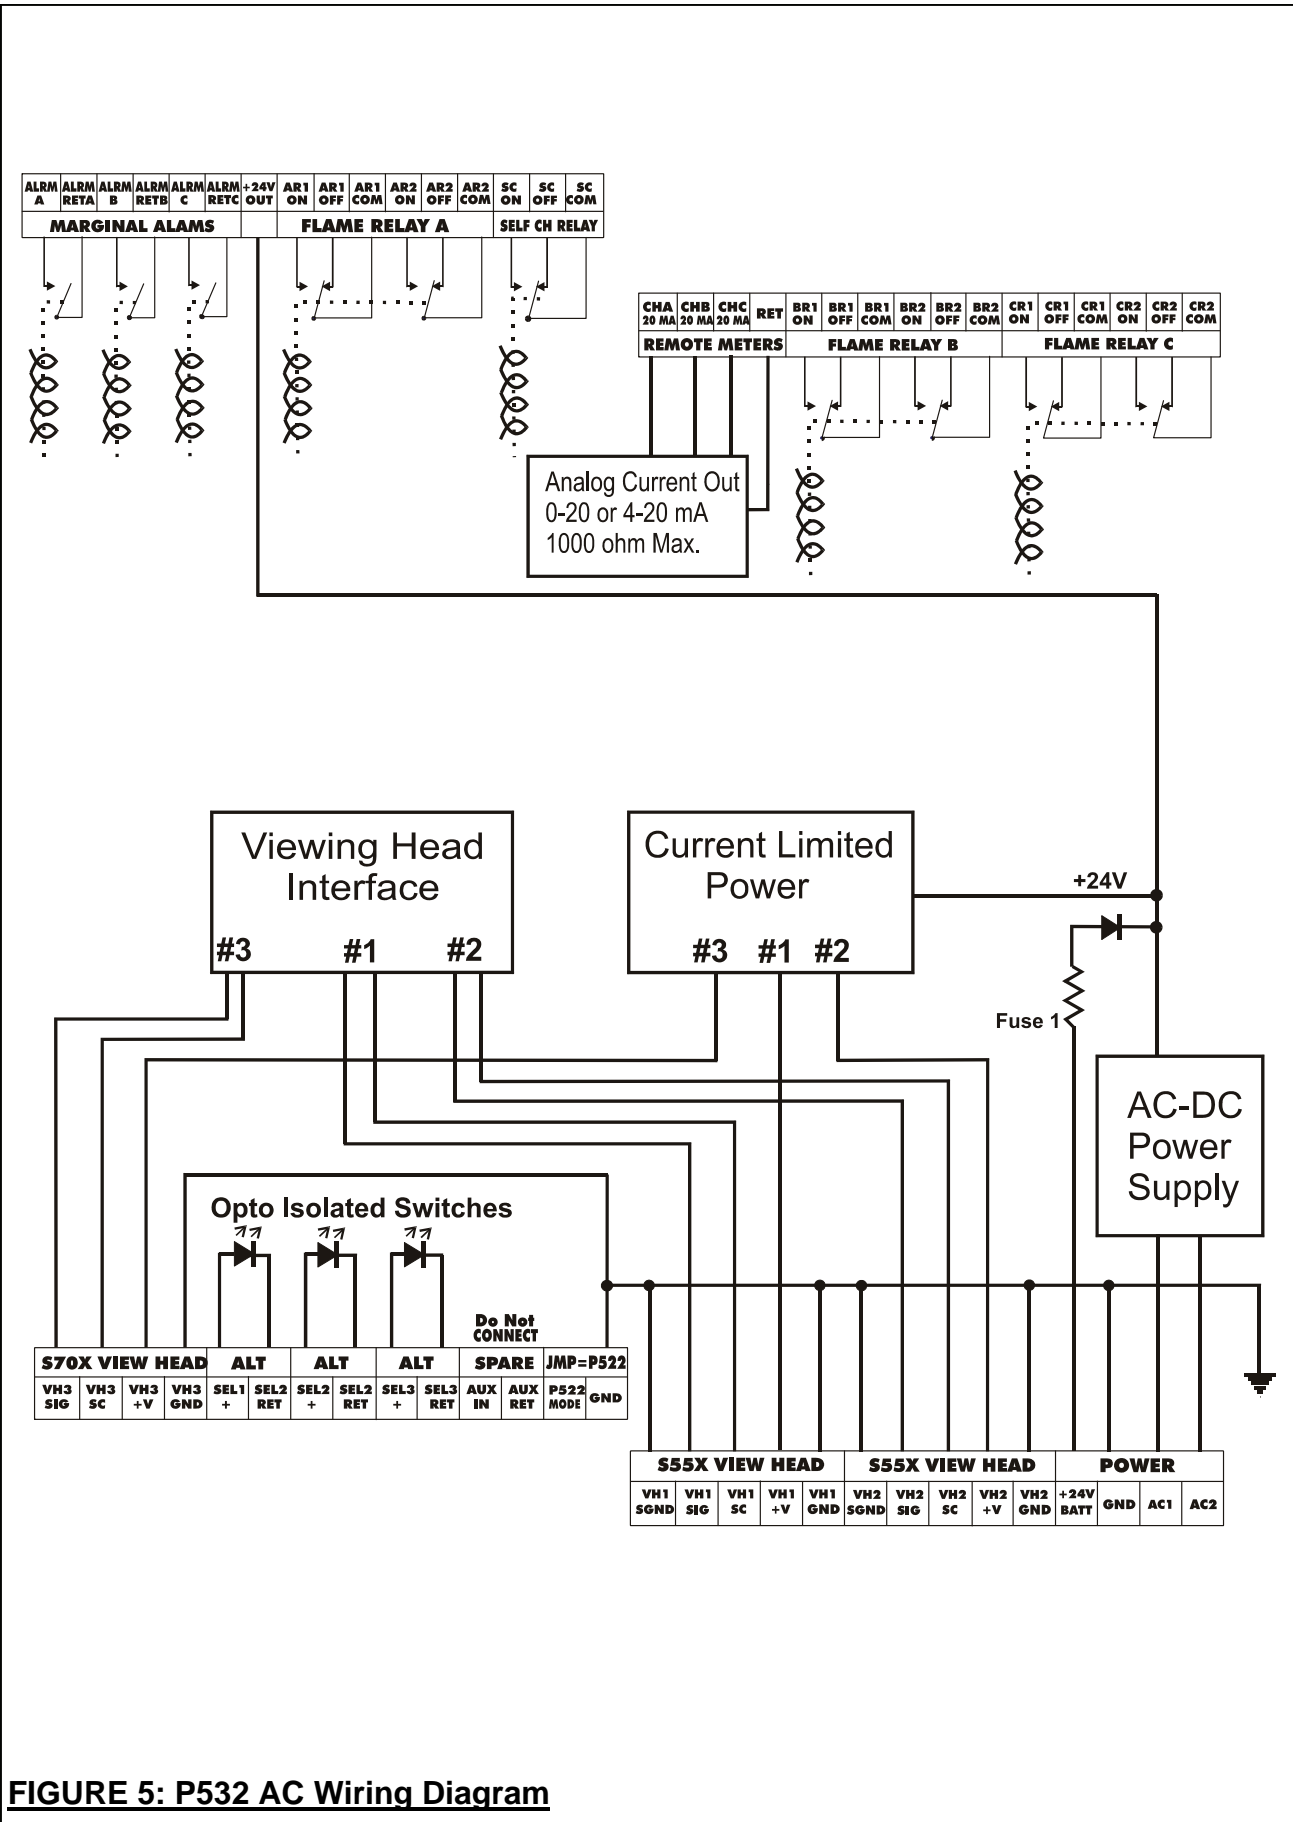 ALRM A ALRM RETA ALRM B ALRM RETB ALRM C ALRM RETC +24V OUT AR1 ON AR1 OFF AR1 COM AR2 ON AR2 OFF AR2 COM SC ON SC OFF SC COM
MARGINAL ALAMS FLAME RELAY A SELF CH RELAY
CHA 20 MA CHB 20 MA CHC 20 MA RET BR1 ON BR1 OFF BR1 COM BR2 ON BR2 OFF BR2 COM CR1 ON CR1 OFF CR1 COM CR2 ON CR2 OFF CR2 COM
REMOTE METERS FLAME RELAY B FLAME RELAY C
Analog Current Out
0-20 or 4-20 mA
1000 ohm Max.
Viewing Head
Interface
#3 #1 #2
Current Limited
Power
#3 #1 #2
+24V
Fuse 1
AC-DC
Power
Supply
Opto Isolated Switches
Do Not
CONNECT
S70X VIEW HEAD ALT ALT ALT SPARE JMP=P522
VH3 SIG VH3 SC VH3 +V VH3 GND SEL1 + SEL2 RET SEL2 + SEL2 RET SEL3 + SEL3 RET AUX IN AUX RET P522 MODE GND
S55X VIEW HEAD S55X VIEW HEAD POWER
VH1 SGND VH1 SIG VH1 SC VH1 +V VH1 GND VH2 SGND VH2 SIG VH2 SC VH2 +V VH2 GND +24V BATT GND AC1 AC2
FIGURE 5: P532 AC Wiring Diagram